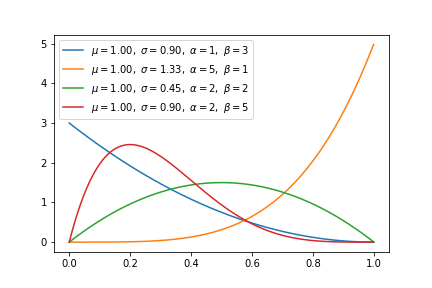 5
4
3
2
1
0
μ = 1.00, σ = 0.90, α = 1, β = 3
μ = 1.00, σ = 1.33, α = 5, β = 1
μ = 1.00, σ = 0.45, α = 2, β = 2
μ = 1.00, σ = 0.90, α = 2, β = 5
0.0 0.2 0.4 0.6 0.8 1.0